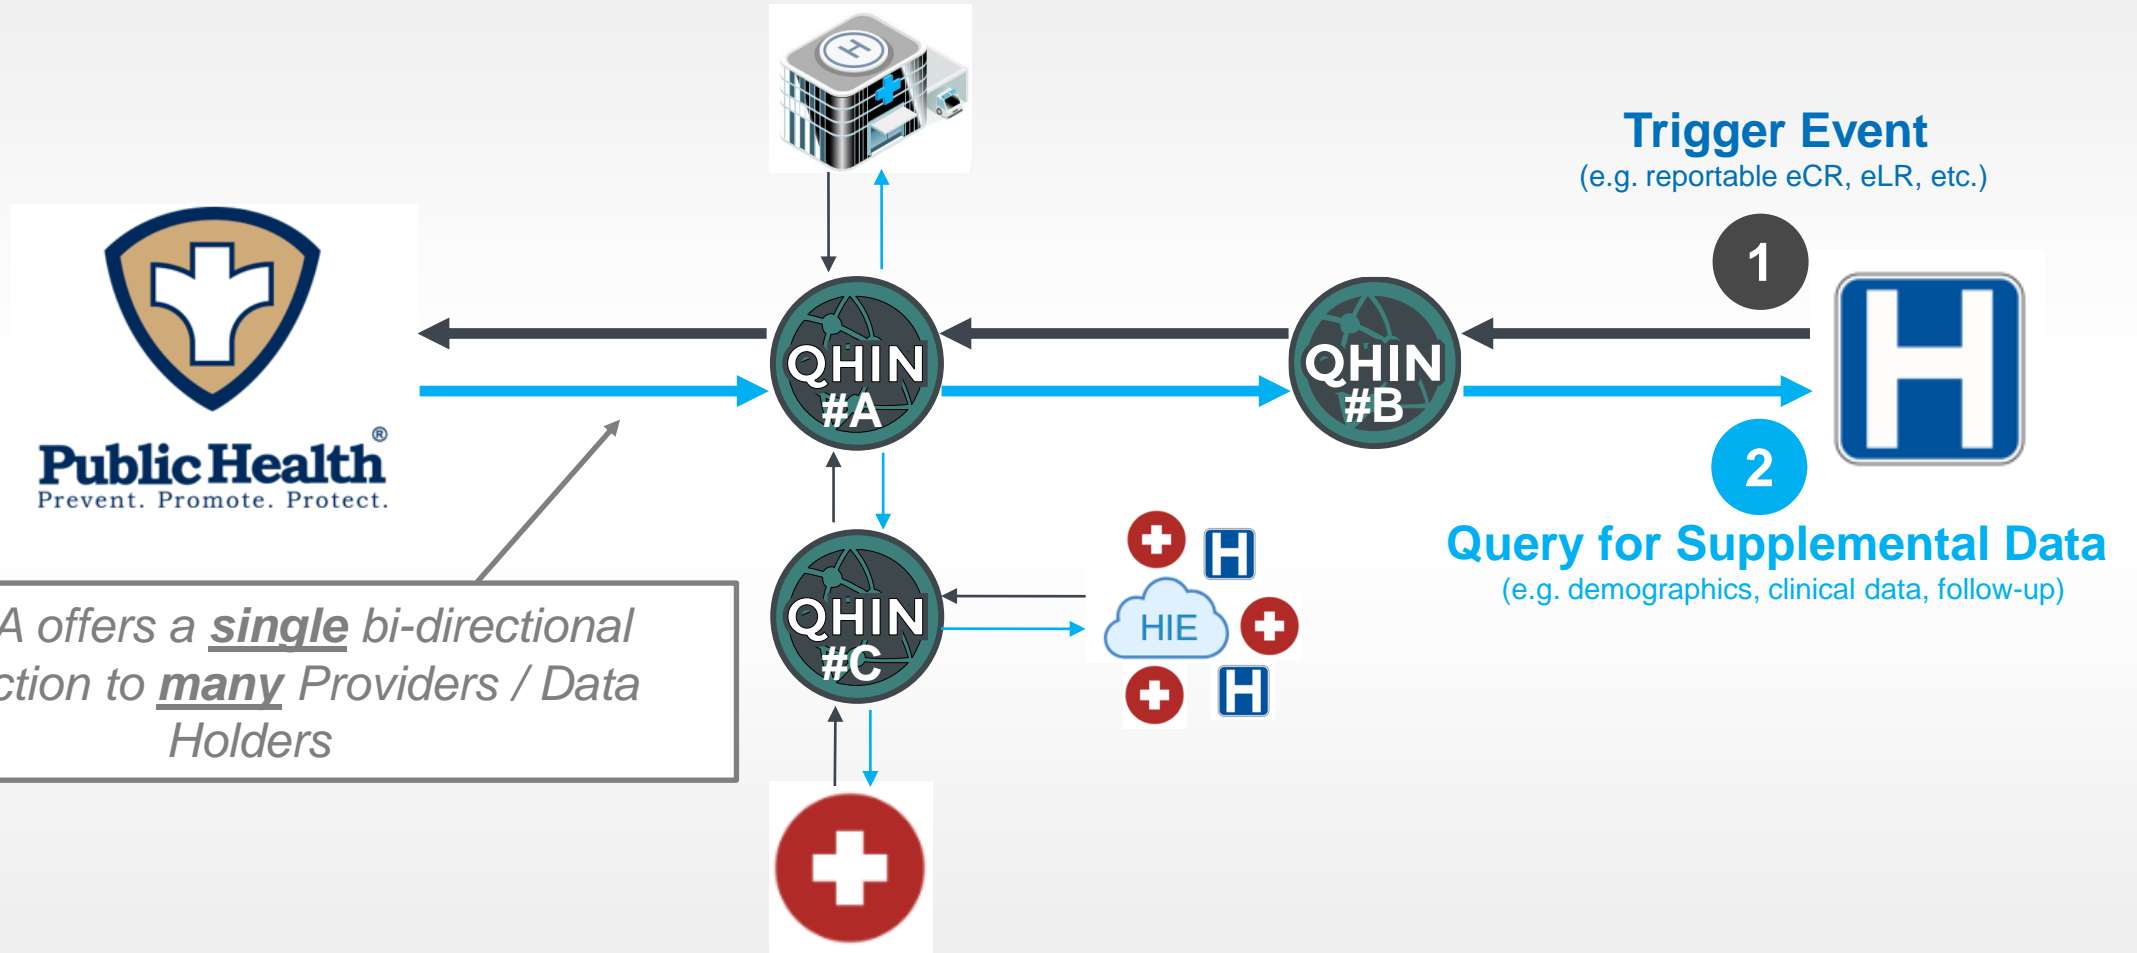 Trigger Event
(e.g. reportable eCR, eLR, etc.)
1
H
H
QHIN
#A
QHIN
#B
Public Health®
Prevent. Promote. Protect.
2
Query for Supplemental Data
(e.g. demographics, clinical data, follow-up)
A offers a single bi-directional
ction to many Providers / Data
Holders
QHIN
#C
H
HIE
H